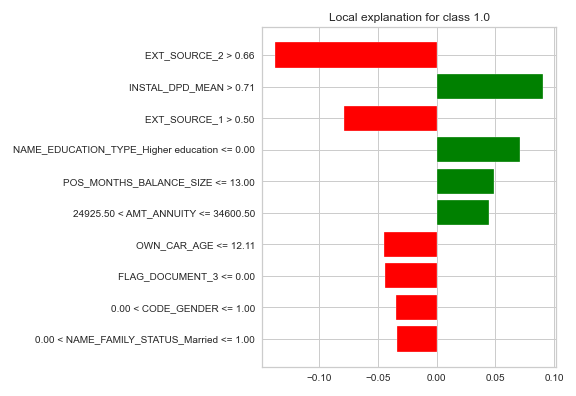 Local explanation for class 1.0
EXT_SOURCE_2 > 0.66
INSTAL_DPD_MEAN > 0.71
EXT_SOURCE_1 > 0.50
NAME_EDUCATION_TYPE_Higher education <= 0.00
POS_MONTHS_BALANCE_SIZE <= 13.00
24925.50 < AMT_ANNUITY <= 34600.50
OWN_CAR_AGE <= 12.11
FLAG_DOCUMENT_3 <= 0.00
0.00 < CODE_GENDER <= 1.00
0.00 < NAME_FAMILY_STATUS_Married <= 1.00
−0.10 −0.05 0.00 0.05 0.10